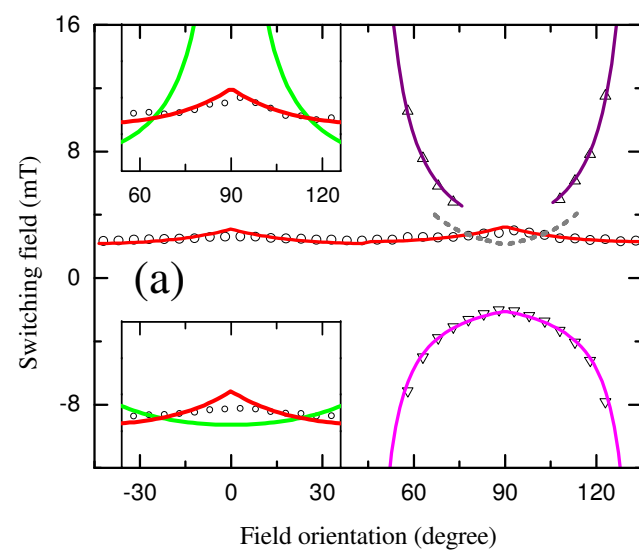 16
8
0
-8
Switching field (mT)
60 90 120
(a)
-30 0 30 60 90 120
Field orientation (degree)